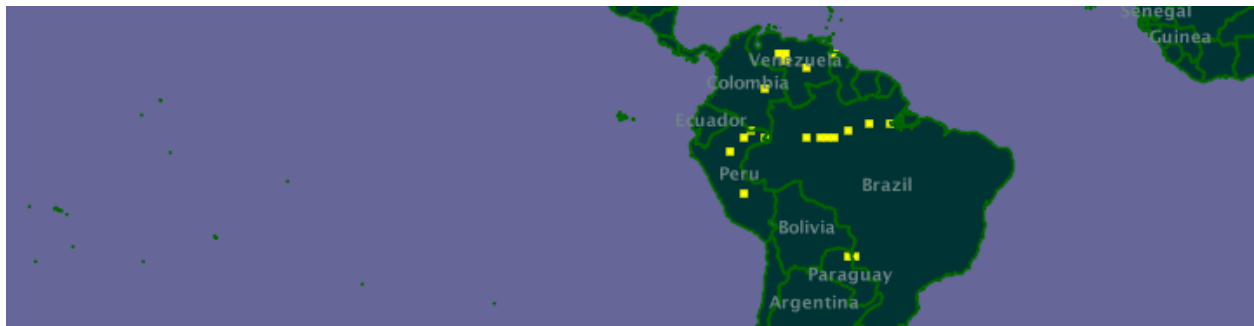 Senegal
Guinea
Venezuela
Colombia
Ecuador
Peru
Brazil
Bolivia
Paraguay
Argentina